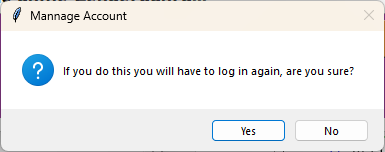 Mannage Account
If you do this you will have to log in again, are you sure?
Yes
No